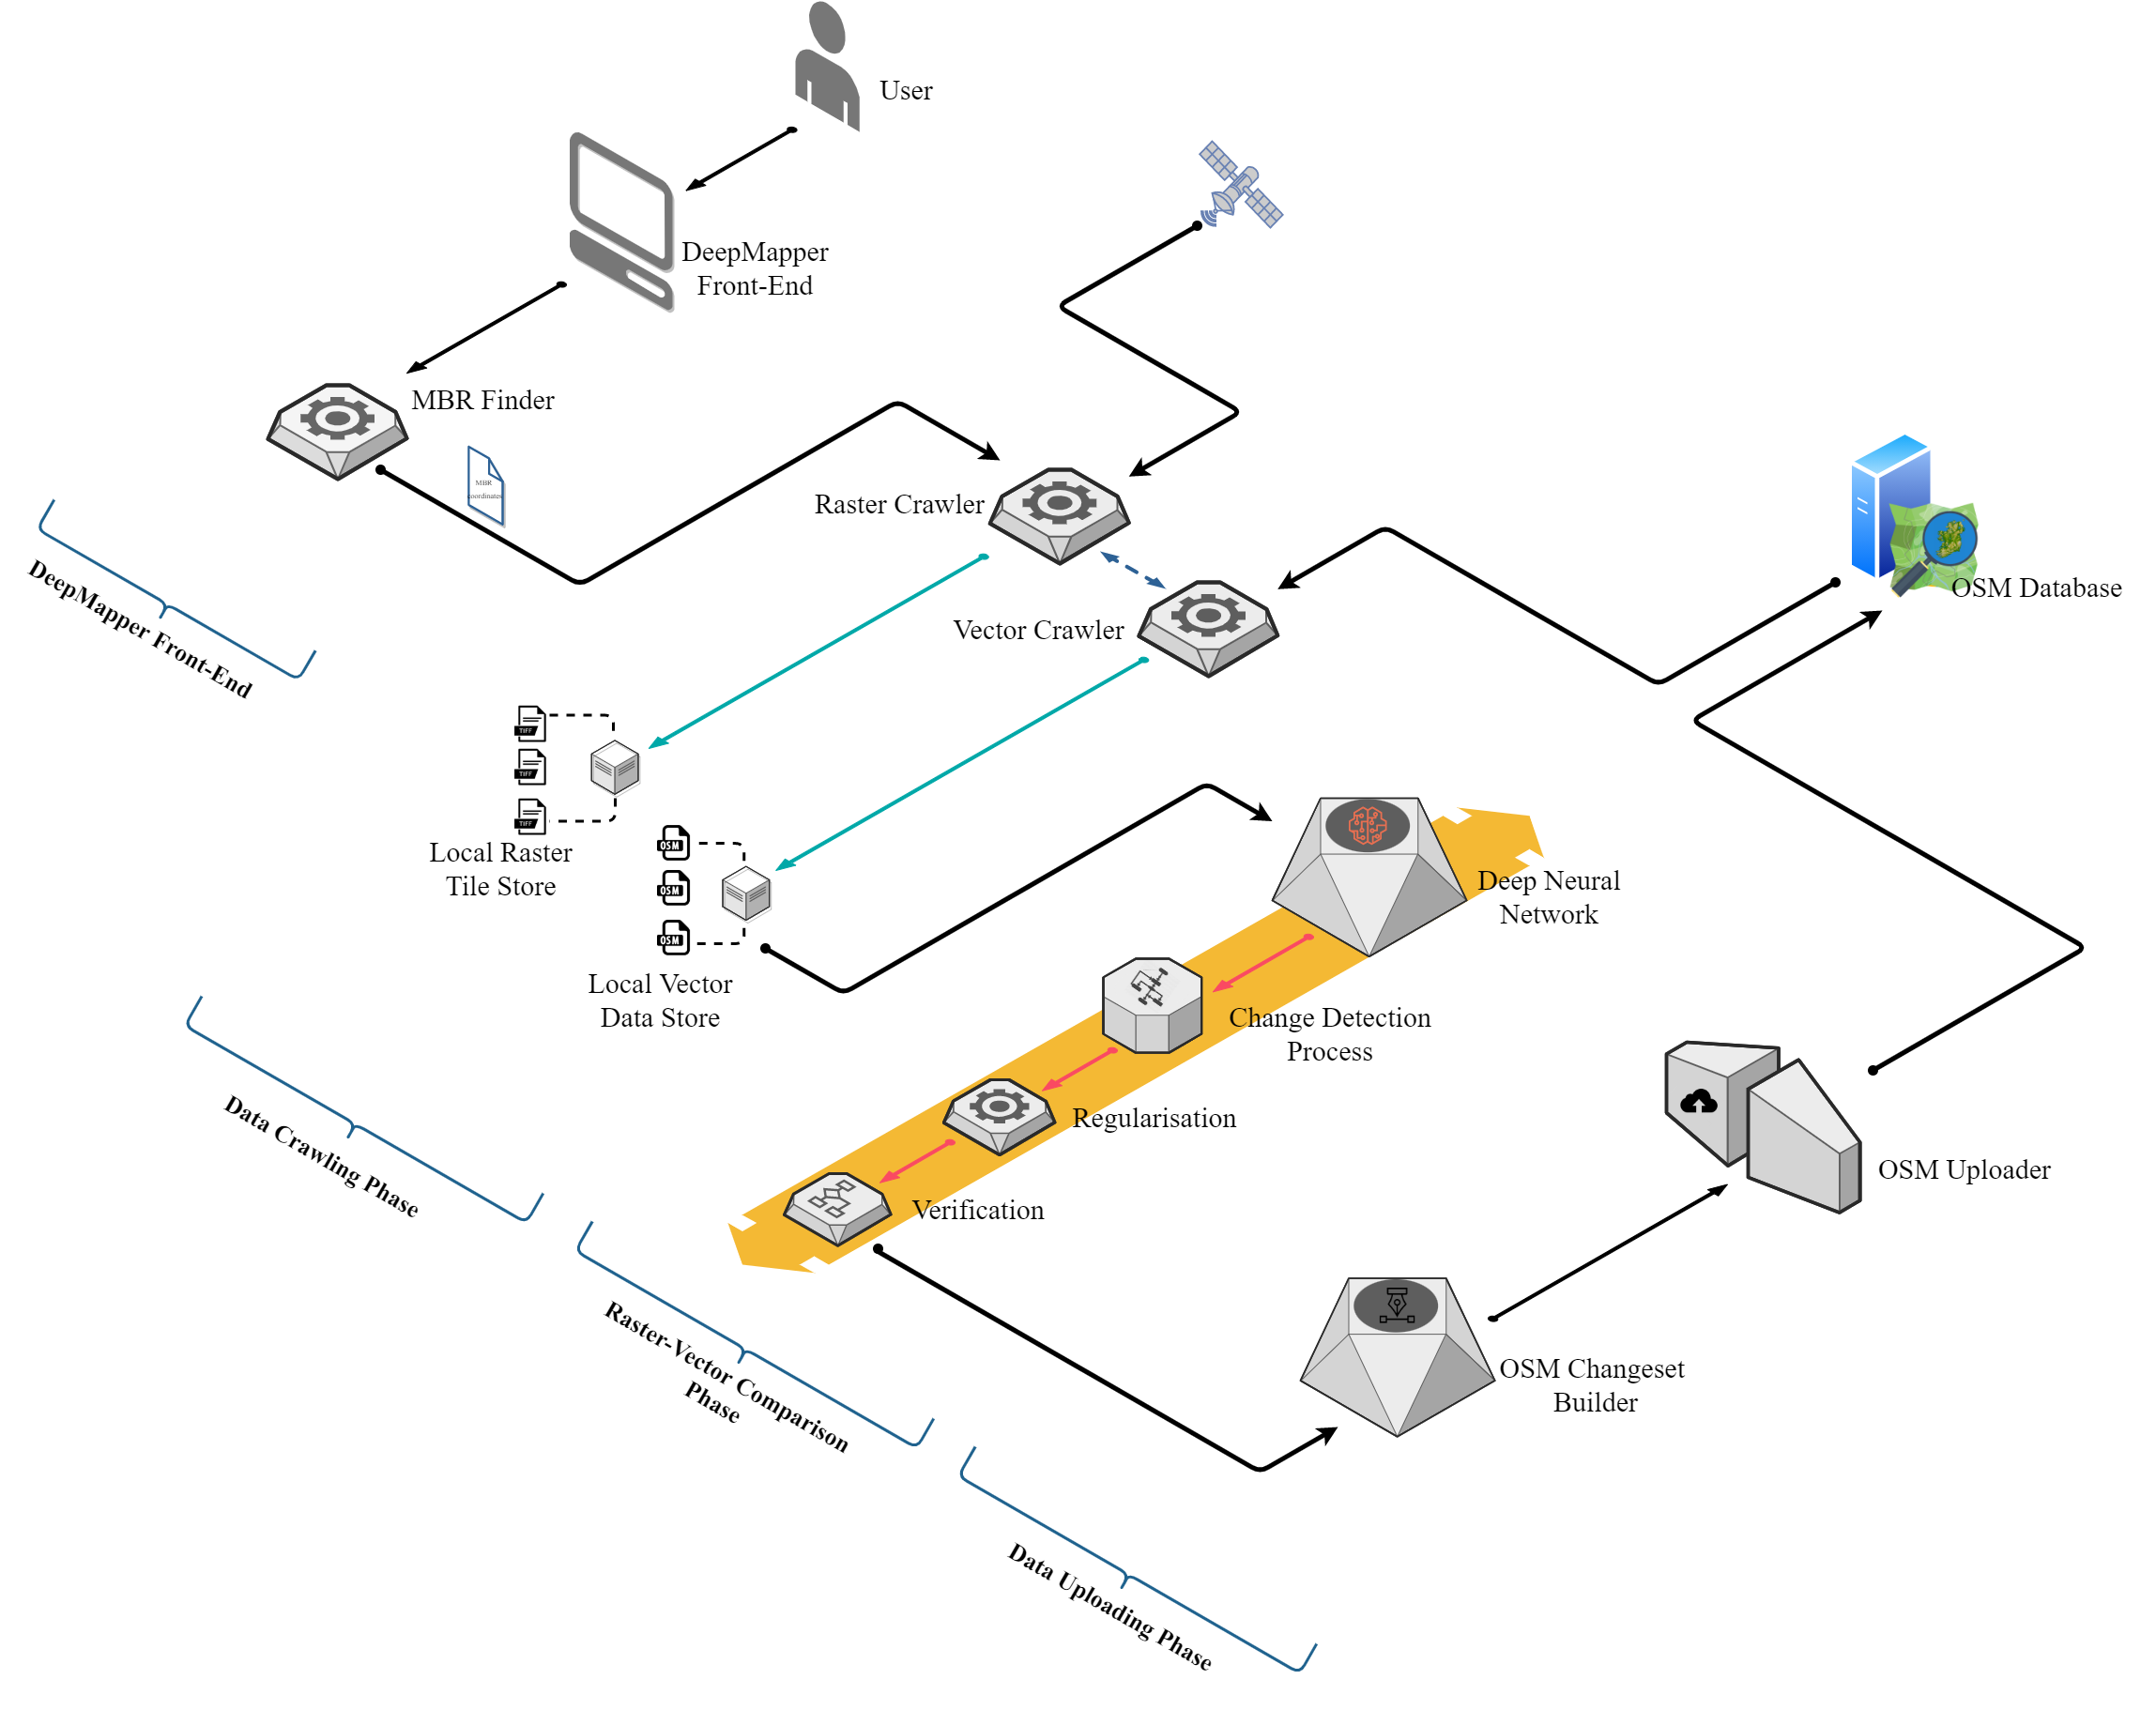 User
DeepMapper
Front-End
MBR Finder
MBR
coordinates
Raster Crawler
Vector Crawler
OSM Database
DeepMapper Front-End
TIFF
TIFF
TIFF
Local Raster
Tile Store
OSM
OSM
OSM
Local Vector
Data Store
Deep Neural
Network
Change Detection
Process
Regularisation
Verification
OSM Uploader
OSM Changeset
Builder
Data Crawling Phase
Raster-Vector Comparison
Phase
Data Uploading Phase